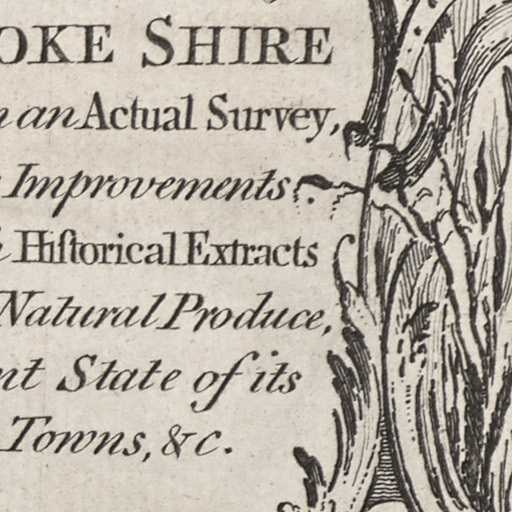 OKE SHIRE
n an Actual Survey,
Improvements.
Hiſtorical Extracts
Natural Produce,
nt State of its
Towns, &c.